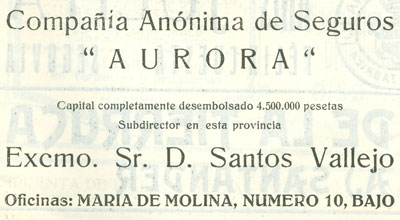 Compañía Anónima de Seguros
“AURORA“
Capital completamente desembolsado 4.500.000 pesetas
Subdirector en esta provincia
Excmo. Sr. D. Santos Vallejo
Oficinas: MARIA DE MOLINA, NUMERO 10, BAJO